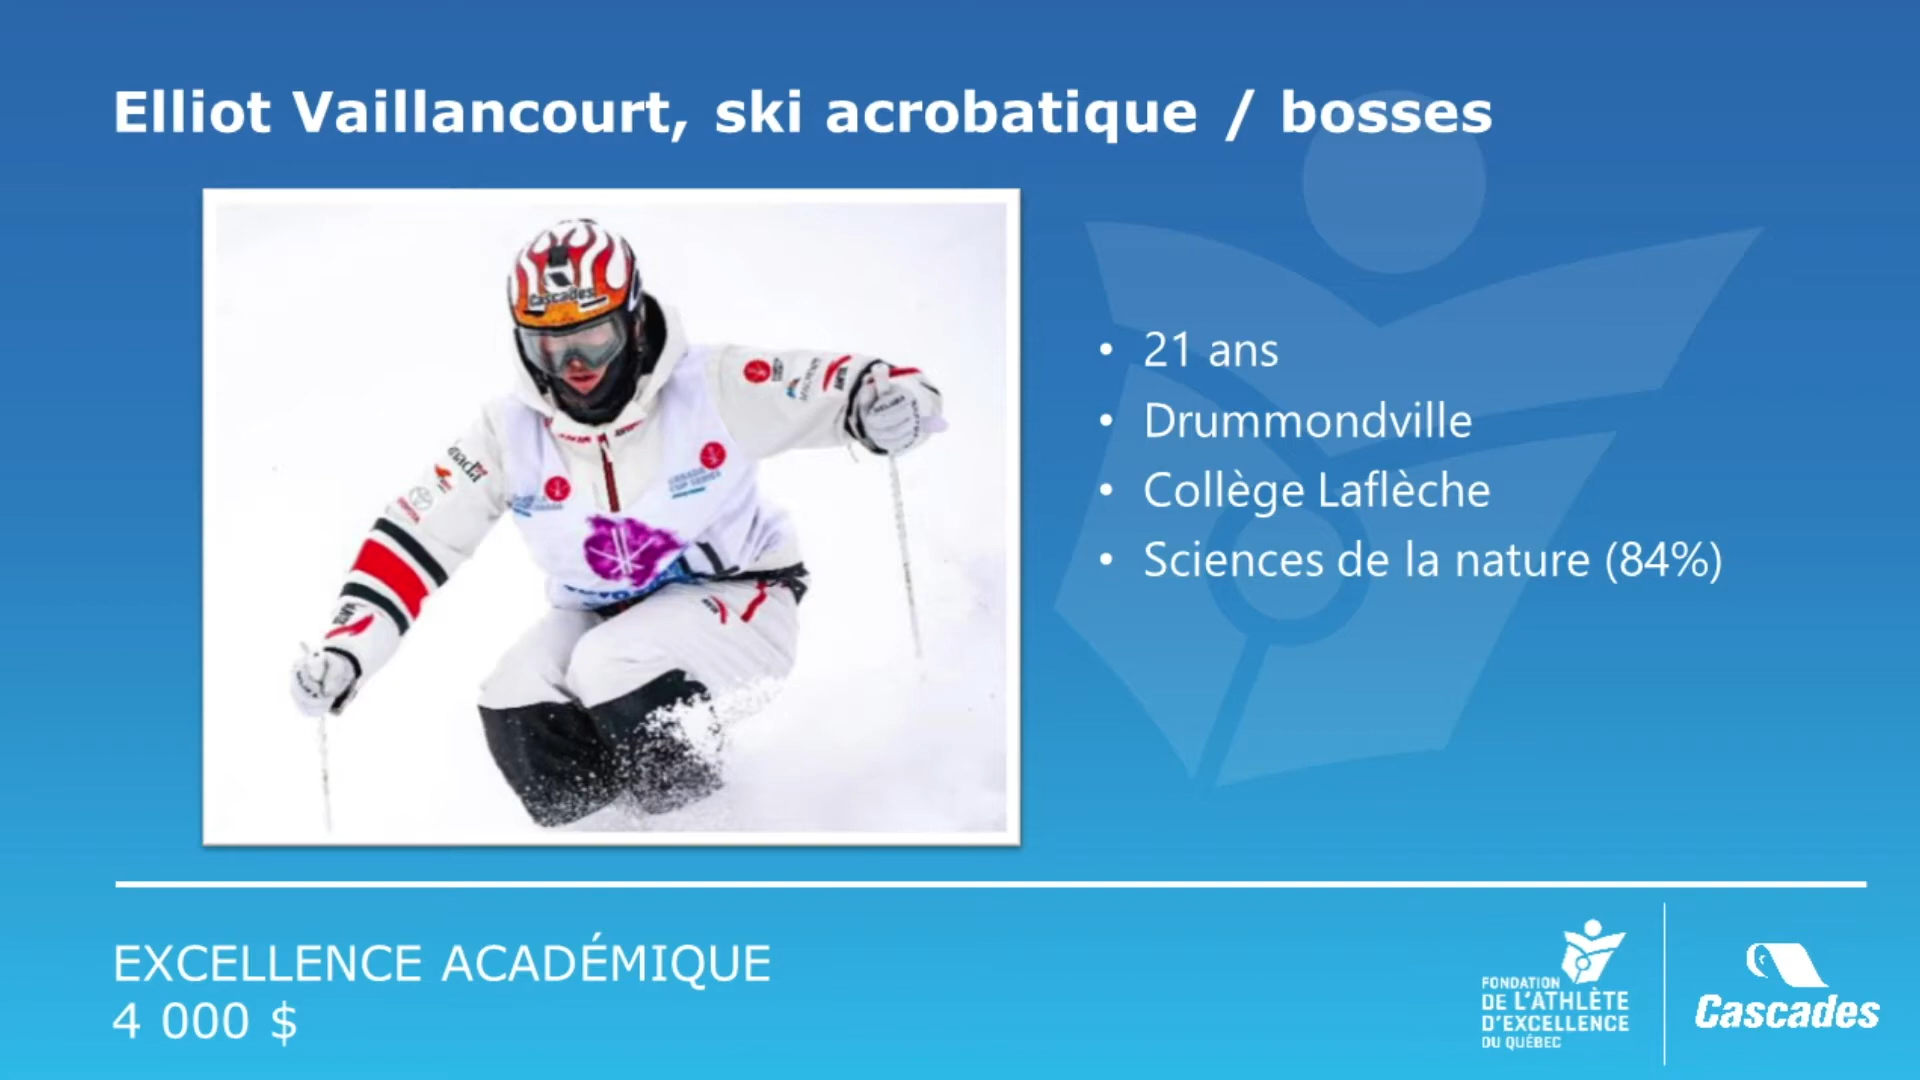 Elliot Vaillancourt, ski acrobatique / bosses
Cascades
• 21 ans
• Drummondville
• Collège Laflèche
• Sciences de la nature (84%)
EXCELLENCE ACADÉMIQUE
4 000 $
FONDATION
DE L'ATHLÈTE
D'EXCELLENCE
DU QUÉBEC
Cascades